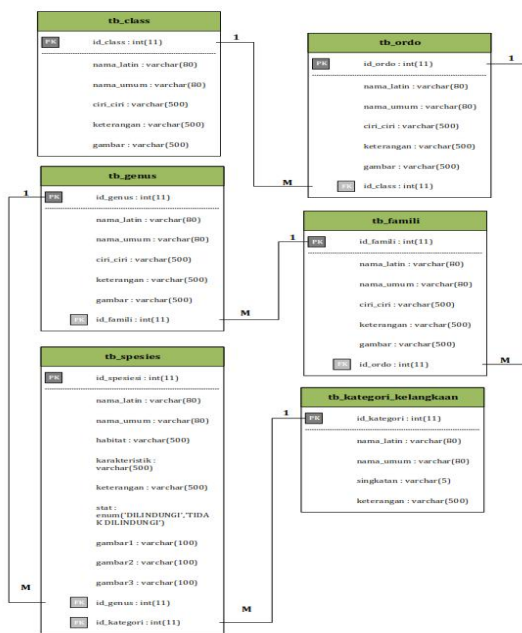 tb_class
PK id_class : int(11)
nama_latin : varchar(80)
nama_umum : varchar(80)
ciri_ciri : varchar(500)
keterangan : varchar(500)
gambar : varchar(500)
1
M
tb_ordo
PK id_ordo : int(11)
nama_latin : varchar(80)
nama_umum : varchar(80)
ciri_ciri : varchar(500)
keterangan : varchar(500)
gambar : varchar(500)
FK id_class : int(11)
1
tb_genus
PK id_genus : int(11)
nama_latin : varchar(80)
nama_umum : varchar(80)
ciri_ciri : varchar(500)
keterangan : varchar(500)
gambar : varchar(500)
FK id_famili : int(11)
1
M
tb_famili
PK id_famili : int(11)
nama_latin : varchar(80)
nama_umum : varchar(80)
ciri_ciri : varchar(500)
keterangan : varchar(500)
gambar : varchar(500)
FK id_ordo : int(11)
1
M
tb_spesies
PK id_spesiesi : int(11)
nama_latin : varchar(80)
nama_umum : varchar(80)
habitat : varchar(500)
karakteristik :
varchar(500)
keterangan : varchar(500)
stat :
enum('DILINDUNGI','TIDA
K DILINDUNGI')
gambar1 : varchar(100)
gambar2 : varchar(100)
gambar3 : varchar(100)
FK id_genus : int(11)
FK id_kategori : int(11)
M
M
tb_kategori_kelangkaan
PK id_kategori : int(11)
nama_latin : varchar(80)
nama_umum : varchar(80)
singkatan : varchar(5)
keterangan : varchar(500)
1